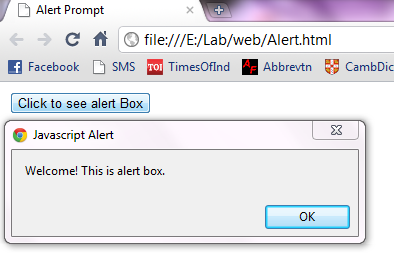 Alert Prompt
file:///E:/Lab/web/Alert.html
Facebook SMS TOI TimesOfInd AF Abbrevtn CambDic
Click to see alert Box
Javascript Alert
Welcome! This is alert box.
OK